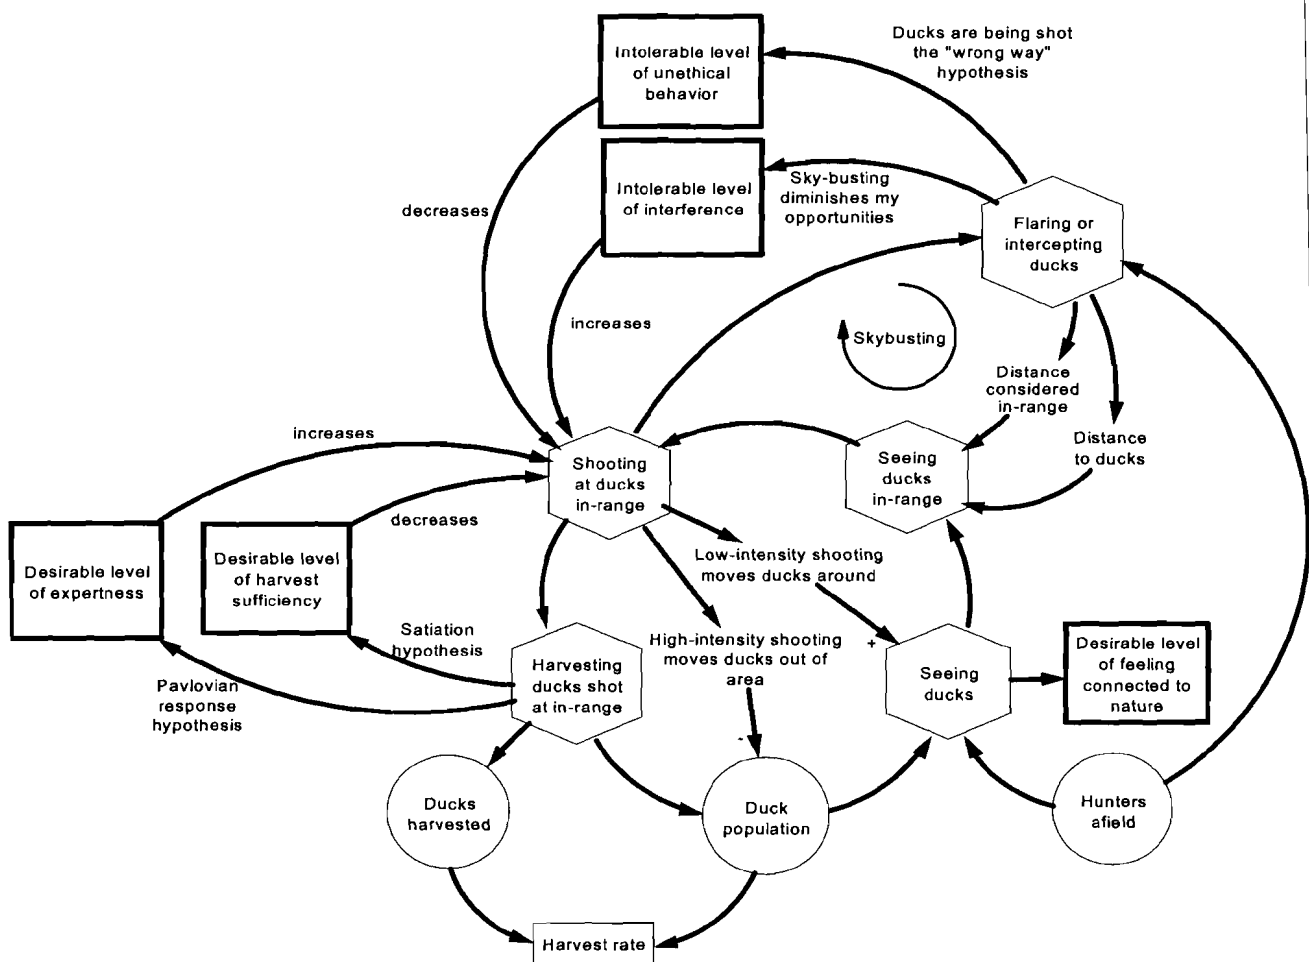 Ducks are being shot
the "wrong way"
hypothesis
Intolerable level
of unethical
behavior
Intolerable level
of interference
Sky-busting
diminishes my
opportunities
decreases
Flaring or
intercepting
ducks
increases
Skybusting
Distance
considered
in-range
increases
Distance
to ducks
Shooting
at ducks
in-range
Seeing
ducks
in-range
decreases
Desirable level
of expertness
Desirable level
of harvest
sufficiency
Low-intensity shooting
moves ducks around
Satiation
hypothesis
High-intensity shooting
moves ducks out of
area
+
Desirable level
of feeling
connected to
nature
Harvesting
ducks shot
at in-range
Seeing
ducks
Pavlovian
response
hypothesis
-
Ducks
harvested
Duck
population
Hunters
afield
Harvest rate